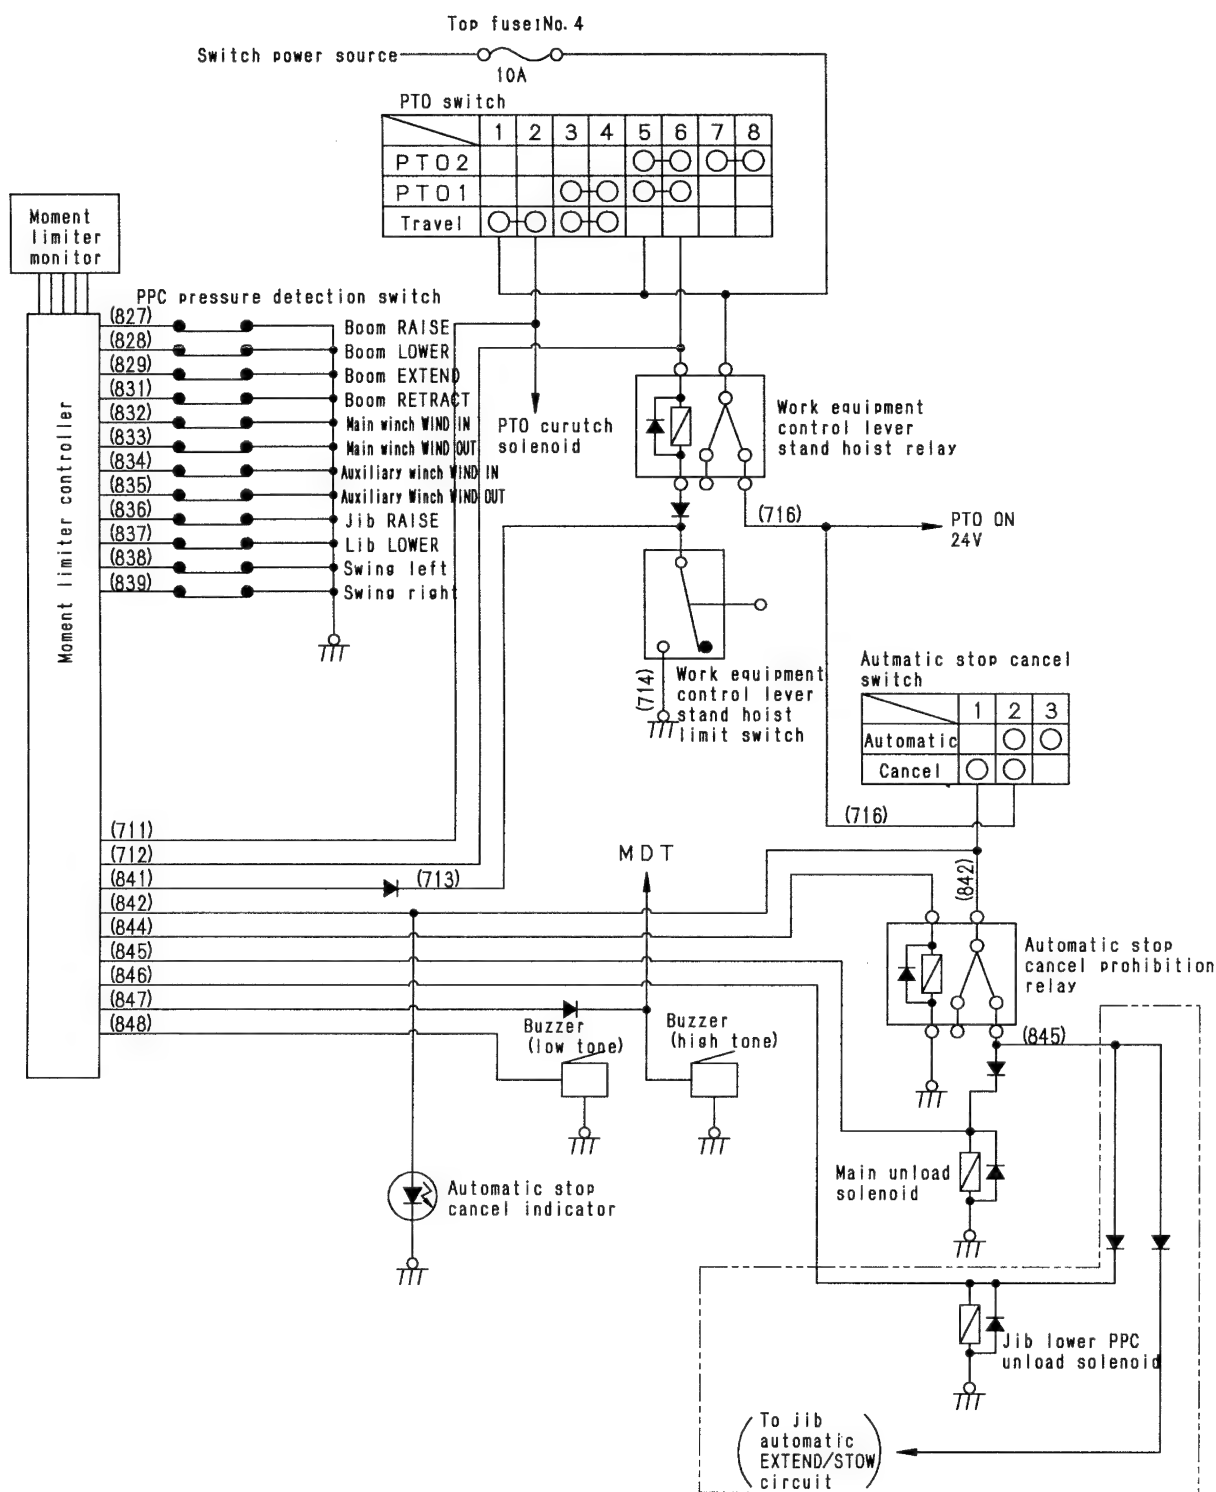 Top fuse:No.4
Switch power source
10A
PTO switch
1 2 3 4 5 6 7 8
PTO2
PTO1
Travel
Moment
limiter
monitor
PPC pressure detection switch
(827)
Boom RAISE
(828)
Boom LOWER
(829)
Boom EXTEND
(831)
Boom RETRACT
(832)
Main winch WIND IN
(833)
Main winch WIND OUT
(834)
Auxiliary winch WIND IN
(835)
Auxiliary Winch WIND OUT
(836)
Jib RAISE
(837)
Lib LOWER
(838)
Swing left
(839)
Swing right
Moment limiter controller
PTO curutch
solenoid
Work equipment
control lever
stand hoist relay
(716)
PTO ON
24V
(714)
Work equipment
control lever
stand hoist
limit switch
Autmatic stop cancel
switch
1 2 3
Automatic
Cancel
(716)
(711)
(712)
(841)
(713)
(842)
(844)
(845)
(846)
(847)
(848)
MDT
(842)
Automatic stop
cancel prohibition
relay
(845)
Buzzer
(low tone)
Buzzer
(high tone)
Main unload
solenoid
Automatic stop
cancel indicator
Jib lower PPC
unload solenoid
To jib
automatic
EXTEND/STOW
circuit